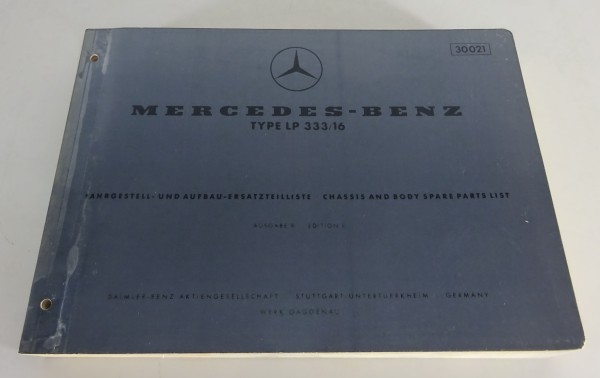 30021
MERCEDES-BENZ
TYPE LP 333/16
FAHRGESTELL- UND AUFBAU-ERSATZTEILLISTE CHASSIS AND BODY SPARE PARTS LIST
AUSGABE EDITION
DAIMLER-BENZ AKTIENGESELLSCHAFT STUTTGART-UNTERTUERKHEIM GERMANY
WERK GAGGENAU